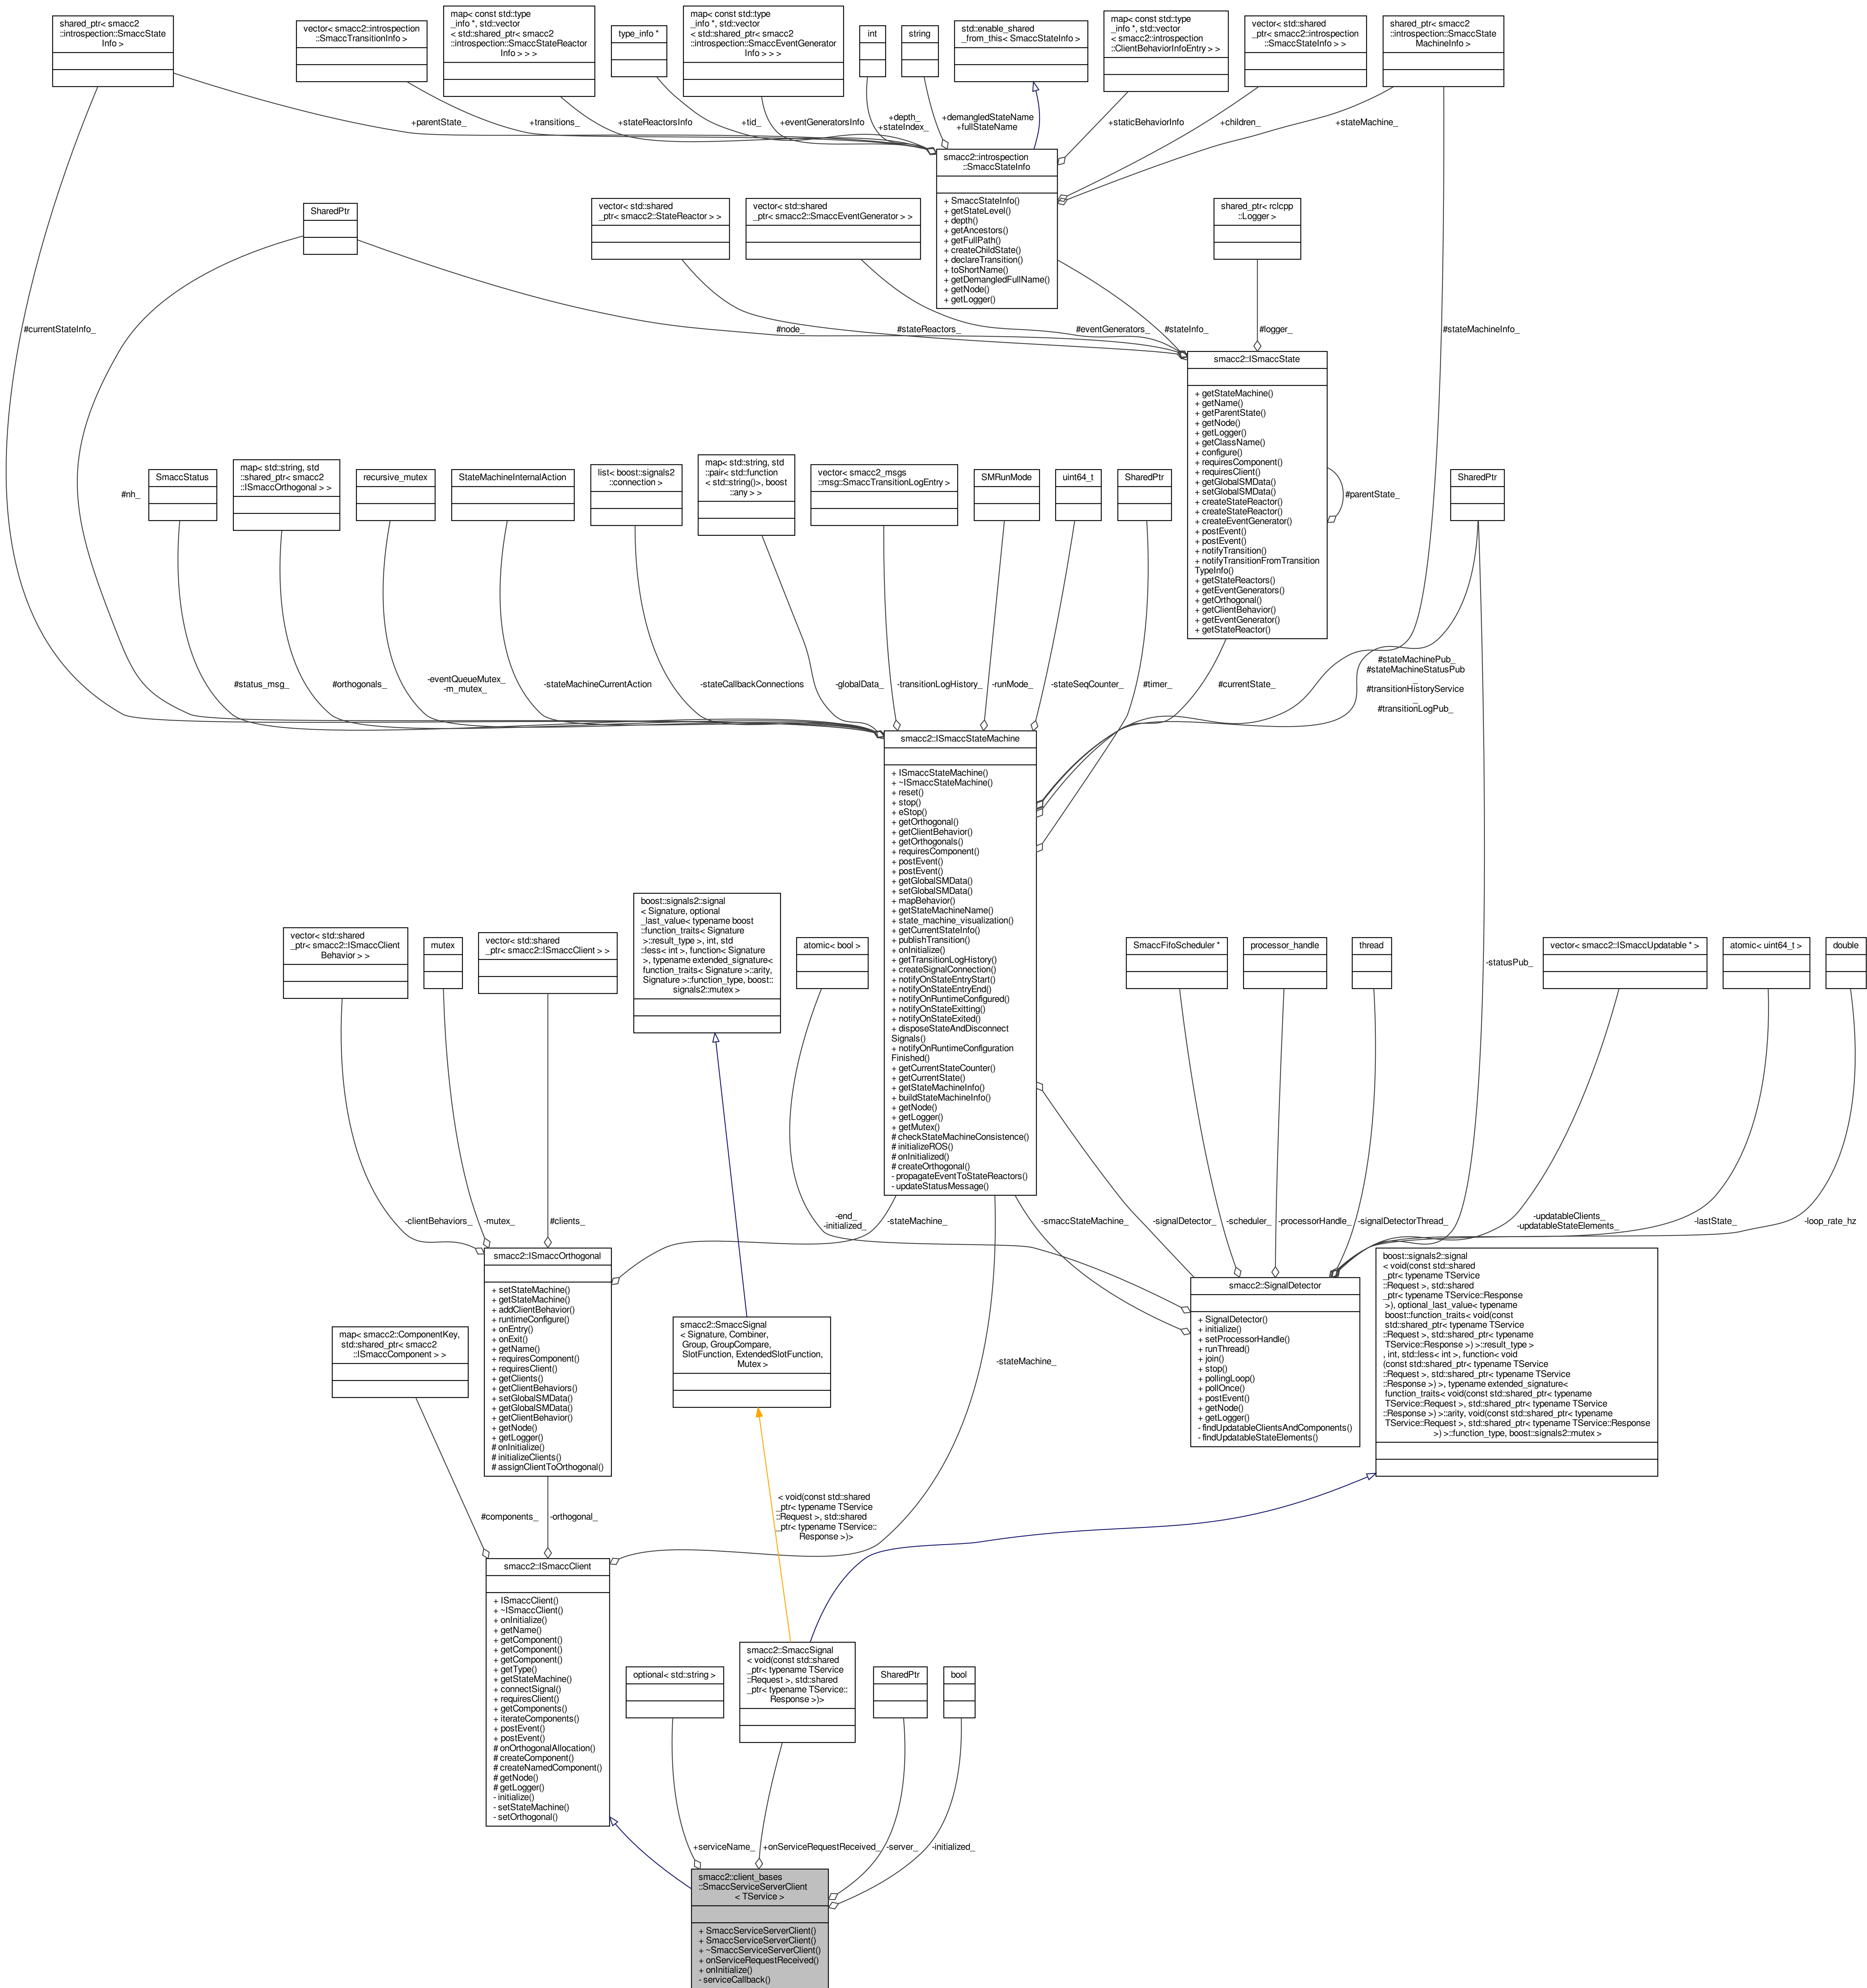 shared_ptr< smacc2
::introspection::SmaccState
Info >
vector< smacc2::introspection
::SmaccTransitionInfo >
map< const std::type
_info *, std::vector
< std::shared_ptr< smacc2
::introspection::SmaccStateReactor
Info > > >
type_info *
map< const std::type
_info *, std::vector
< std::shared_ptr< smacc2
::introspection::SmaccEventGenerator
Info > > >
int
string
std::enable_shared
_from_this< SmaccStateInfo >
map< const std::type
_info *, std::vector
< smacc2::introspection
::ClientBehaviorInfoEntry > >
vector< std::shared
_ptr< smacc2::introspection
::SmaccStateInfo > >
shared_ptr< smacc2
::introspection::SmaccState
MachineInfo >
+parentState_
+transitions_
+stateReactorsInfo
+tid_
+eventGeneratorsInfo
+depth_
+stateIndex_
+demangledStateName
+fullStateName
+staticBehaviorInfo
+children_
+stateMachine_
smacc2::introspection
::SmaccStateInfo
+ SmaccStateInfo()
+ getStateLevel()
+ depth()
+ getAncestors()
+ getFullPath()
+ createChildState()
+ declareTransition()
+ toShortName()
+ getDemangledFullName()
+ getNode()
+ getLogger()
SharedPtr
vector< std::shared
_ptr< smacc2::StateReactor > >
vector< std::shared
_ptr< smacc2::SmaccEventGenerator > >
shared_ptr< rclcpp
::Logger >
#currentStateInfo_
#node_
#stateReactors_
#eventGenerators_
#stateInfo_
#logger_
#stateMachineInfo_
smacc2::ISmaccState
+ getStateMachine()
+ getName()
+ getParentState()
+ getNode()
+ getLogger()
+ getClassName()
+ configure()
+ requiresComponent()
+ requiresClient()
+ getGlobalSMData()
+ setGlobalSMData()
+ createStateReactor()
+ createStateReactor()
+ createEventGenerator()
+ postEvent()
+ postEvent()
+ notifyTransition()
+ notifyTransitionFromTransition
TypeInfo()
+ getStateReactors()
+ getEventGenerators()
+ getOrthogonal()
+ getClientBehavior()
+ getEventGenerator()
+ getStateReactor()
#parentState_
#nh_
SmaccStatus
map< std::string, std
::shared_ptr< smacc2
::ISmaccOrthogonal > >
recursive_mutex
StateMachineInternalAction
list< boost::signals2
::connection >
map< std::string, std
::pair< std::function
< std::string()>, boost
::any > >
vector< smacc2_msgs
::msg::SmaccTransitionLogEntry >
SMRunMode
uint64_t
SharedPtr
SharedPtr
#status_msg_
#orthogonals_
-eventQueueMutex_
-m_mutex_
-stateMachineCurrentAction
-stateCallbackConnections
-globalData_
-transitionLogHistory_
-runMode_
-stateSeqCounter_
#timer_
#currentState_
#stateMachinePub_
#stateMachineStatusPub
_
#transitionHistoryService
_
#transitionLogPub_
smacc2::ISmaccStateMachine
+ ISmaccStateMachine()
+ ~ISmaccStateMachine()
+ reset()
+ stop()
+ eStop()
+ getOrthogonal()
+ getClientBehavior()
+ getOrthogonals()
+ requiresComponent()
+ postEvent()
+ postEvent()
+ getGlobalSMData()
+ setGlobalSMData()
+ mapBehavior()
+ getStateMachineName()
+ state_machine_visualization()
+ getCurrentStateInfo()
+ publishTransition()
+ onInitialize()
+ getTransitionLogHistory()
+ createSignalConnection()
+ notifyOnStateEntryStart()
+ notifyOnStateEntryEnd()
+ notifyOnRuntimeConfigured()
+ notifyOnStateExitting()
+ notifyOnStateExited()
+ disposeStateAndDisconnect
Signals()
+ notifyOnRuntimeConfiguration
Finished()
+ getCurrentStateCounter()
+ getCurrentState()
+ getStateMachineInfo()
+ buildStateMachineInfo()
+ getNode()
+ getLogger()
+ getMutex()
# checkStateMachineConsistence()
# initializeROS()
# onInitialized()
# createOrthogonal()
- propagateEventToStateReactors()
- updateStatusMessage()
vector< std::shared
_ptr< smacc2::ISmaccClient
Behavior > >
mutex
vector< std::shared
_ptr< smacc2::ISmaccClient > >
boost::signals2::signal
< Signature, optional
_last_value< typename boost
::function_traits< Signature
>::result_type >, int, std
::less< int >, function< Signature
>, typename extended_signature<
function_traits< Signature >::arity,
Signature >::function_type, boost::
signals2::mutex >
atomic< bool >
SmaccFifoScheduler *
processor_handle
thread
-statusPub_
vector< smacc2::ISmaccUpdatable * >
atomic< uint64_t >
double
-clientBehaviors_
-mutex_
#clients_
-end_
-initialized_
-stateMachine_
-smaccStateMachine_
-signalDetector_
-scheduler_
-processorHandle_
-signalDetectorThread_
-updatableClients_
-updatableStateElements_
-lastState_
-loop_rate_hz
smacc2::ISmaccOrthogonal
+ setStateMachine()
+ getStateMachine()
+ addClientBehavior()
+ runtimeConfigure()
+ onEntry()
+ onExit()
+ getName()
+ requiresComponent()
+ requiresClient()
+ getClients()
+ getClientBehaviors()
+ setGlobalSMData()
+ getGlobalSMData()
+ getClientBehavior()
+ getNode()
+ getLogger()
# onInitialize()
# initializeClients()
# assignClientToOrthogonal()
smacc2::SignalDetector
+ SignalDetector()
+ initialize()
+ setProcessorHandle()
+ runThread()
+ join()
+ stop()
+ pollingLoop()
+ pollOnce()
+ postEvent()
+ getNode()
+ getLogger()
- findUpdatableClientsAndComponents()
- findUpdatableStateElements()
boost::signals2::signal
< void(const std::shared
_ptr< typename TService
::Request >, std::shared
_ptr< typename TService::Response
>), optional_last_value< typename
boost::function_traits< void(const
std::shared_ptr< typename TService
::Request >, std::shared_ptr< typename
TService::Response >) >::result_type >
, int, std::less< int >, function< void
(const std::shared_ptr< typename TService
::Request >, std::shared_ptr< typename TService
::Response >) >, typename extended_signature<
function_traits< void(const std::shared_ptr< typename
TService::Request >, std::shared_ptr< typename TService
::Response >) >::arity, void(const std::shared_ptr< typename
TService::Request >, std::shared_ptr< typename TService::Response
>) >::function_type, boost::signals2::mutex >
map< smacc2::ComponentKey,
std::shared_ptr< smacc2
::ISmaccComponent > >
smacc2::SmaccSignal
< Signature, Combiner,
Group, GroupCompare,
SlotFunction, ExtendedSlotFunction,
Mutex >
-stateMachine_
#components_
-orthogonal_
< void(const std::shared
_ptr< typename TService
::Request >, std::shared
_ptr< typename TService::
Response >)>
smacc2::ISmaccClient
+ ISmaccClient()
+ ~ISmaccClient()
+ onInitialize()
+ getName()
+ getComponent()
+ getComponent()
+ getComponent()
+ getType()
+ getStateMachine()
+ connectSignal()
+ requiresClient()
+ getComponents()
+ iterateComponents()
+ postEvent()
+ postEvent()
# onOrthogonalAllocation()
# createComponent()
# createNamedComponent()
# getNode()
# getLogger()
- initialize()
- setStateMachine()
- setOrthogonal()
optional< std::string >
smacc2::SmaccSignal
< void(const std::shared
_ptr< typename TService
::Request >, std::shared
_ptr< typename TService::
Response >)>
SharedPtr
bool
+serviceName_
+onServiceRequestReceived_
-server_
-initialized_
smacc2::client_bases
::SmaccServiceServerClient
< TService >
+ SmaccServiceServerClient()
+ SmaccServiceServerClient()
+ ~SmaccServiceServerClient()
+ onServiceRequestReceived()
+ onInitialize()
- serviceCallback()